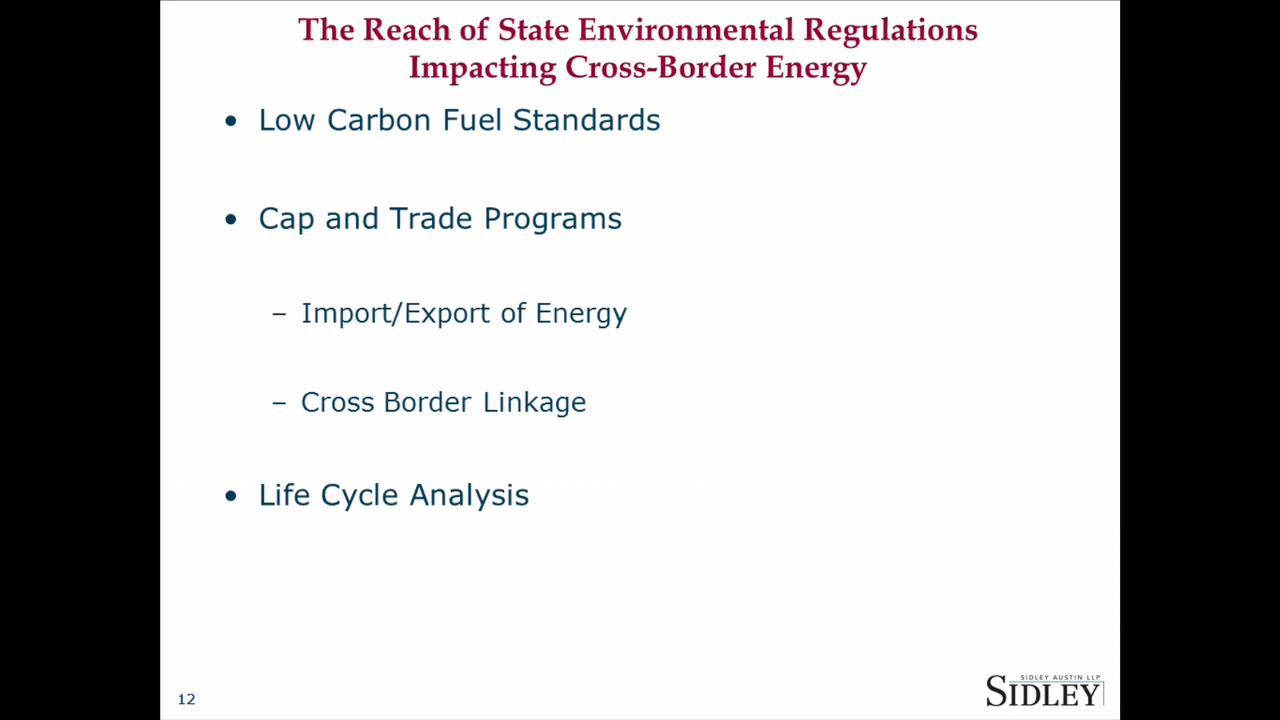 The Reach of State Environmental Regulations
Impacting Cross-Border Energy
• Low Carbon Fuel Standards
• Cap and Trade Programs
– Import/Export of Energy
– Cross Border Linkage
• Life Cycle Analysis
12
SIDLEY AUSTIN LLP
SIDLEY